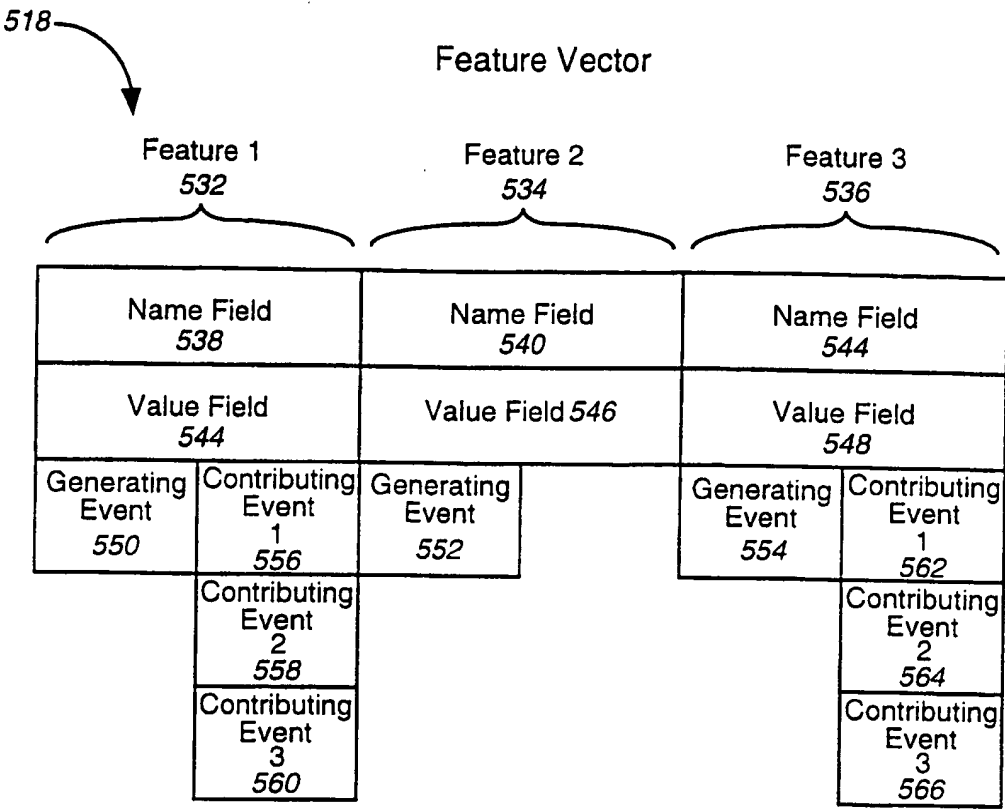 518
Feature Vector
Feature 1
532
Feature 2
534
Feature 3
536
Name Field
538
Name Field
540
Name Field
544
Value Field
544
Value Field 546
Value Field
548
Generating
Event
550
Contributing
Event
1
556
Generating
Event
552
Generating
Event
554
Contributing
Event
1
562
Contributing
Event
2
558
Contributing
Event
2
564
Contributing
Event
3
560
Contributing
Event
3
566